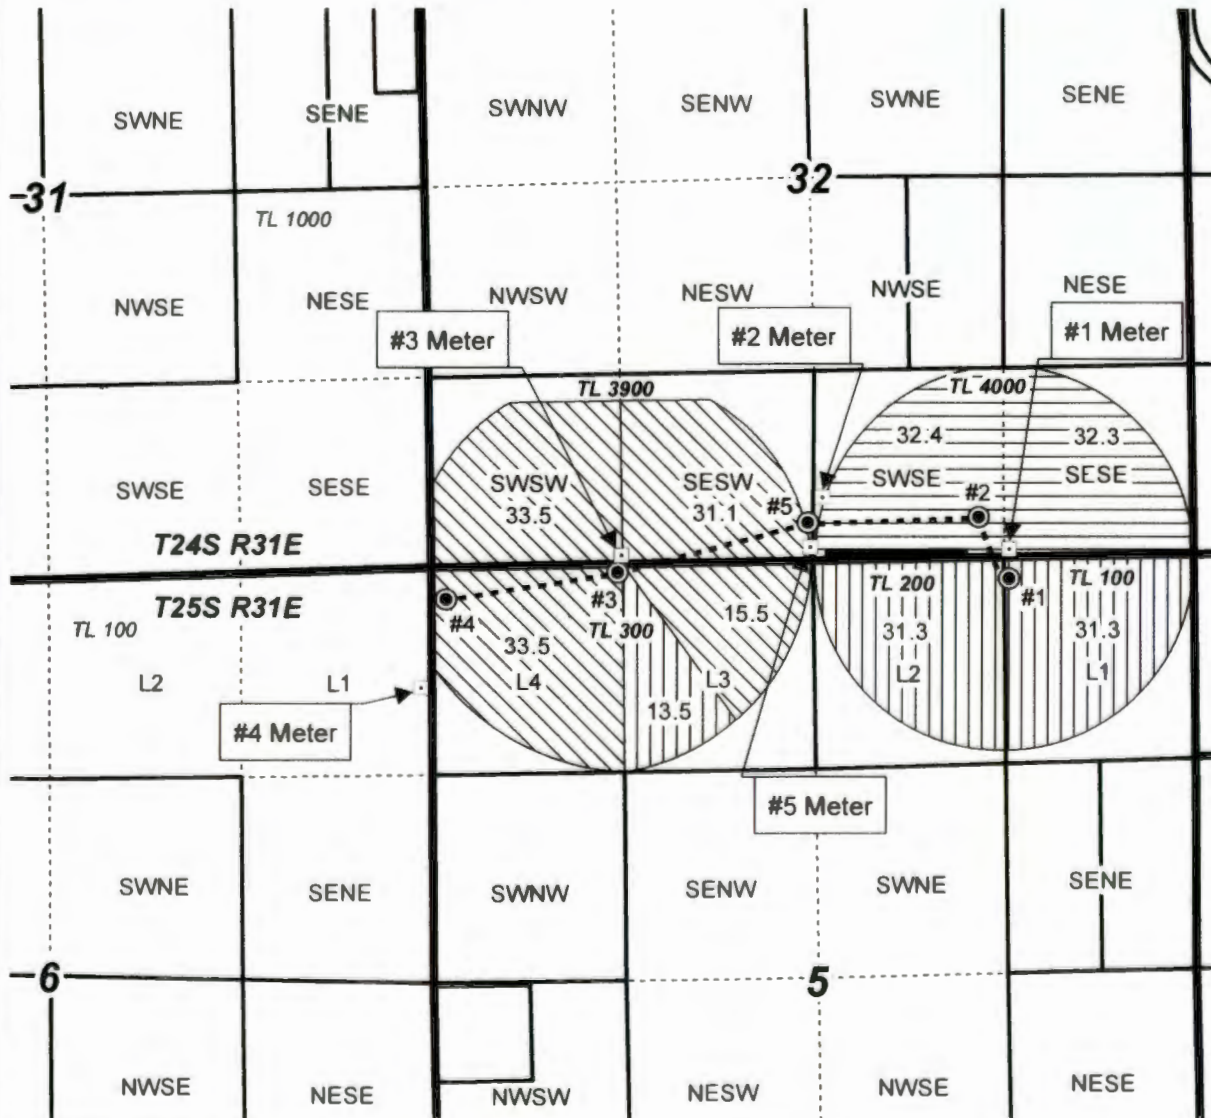 SWNE
SENE
SWNW
SENW
SWNE
SENE
31
32
TL 1000
NWSE
NESE
NWSW
NESW
NWSE
NESE
#3 Meter
#2 Meter
#1 Meter
TL 3900
TL 4000
32.4
32.3
SWSE
SESE
SWSW
33.5
SESW
31.1
SWSE
SESE
#5
#2
T24S R31E
T25S R31E
TL 100
#4
#3
TL 300
15.5
TL 200
#1
TL 100
33.5
31.3
31.3
L2
L1
L4
L3
L2
L1
13.5
#4 Meter
#5 Meter
SWNE
SENE
SWNW
SENW
SWNE
SENE
6
5
NWSE
NESE
NWSW
NESW
NWSE
NESE